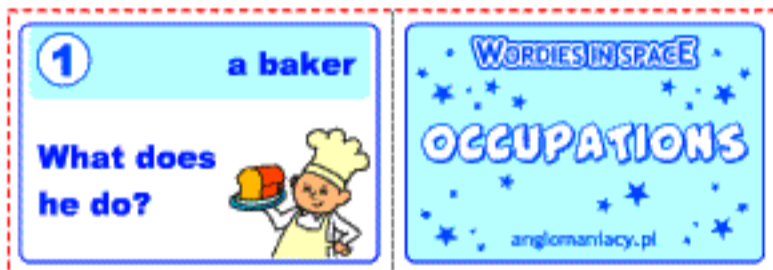 1 a baker
What does
he do?
WORDIES IN SPACE
OCCUPATIONS
anglomaniacy.pl